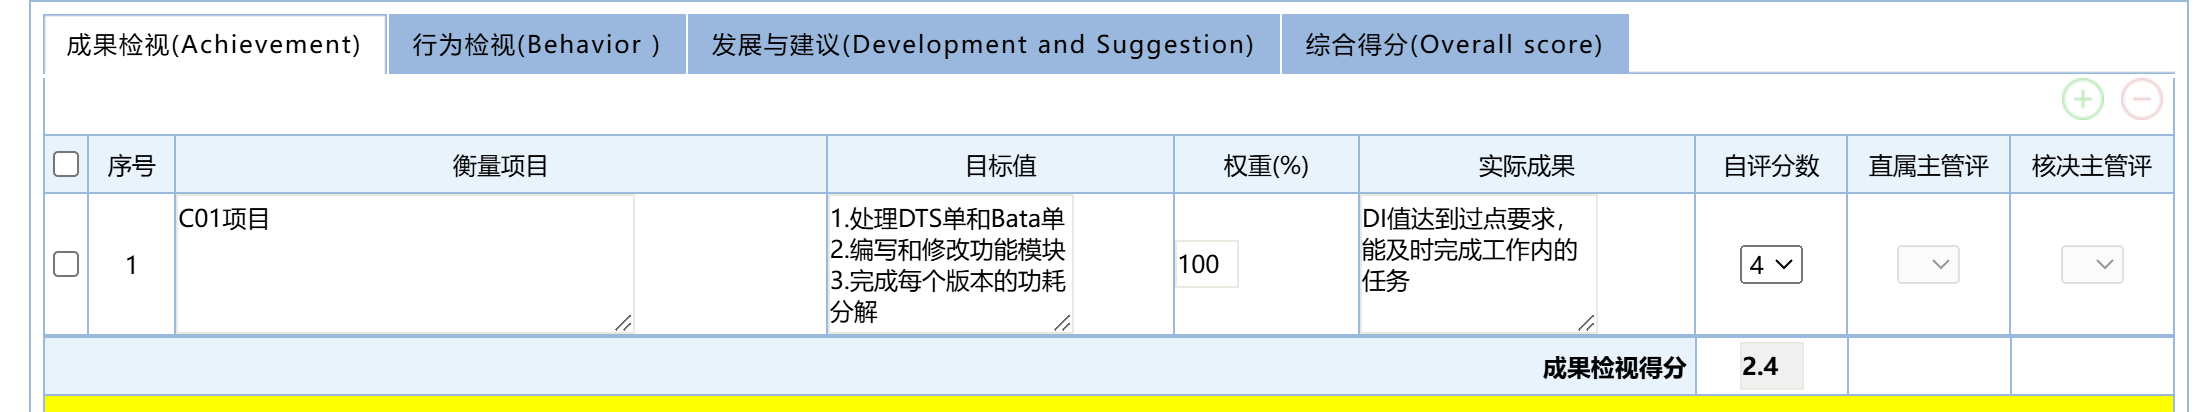 成果检视(Achievement) 行为检视(Behavior ) 发展与建议(Development and Suggestion) 综合得分(Overall score)
序号 衡量项目 目标值 权重(%) 实际成果 自评分数 直属主管评 核决主管评
1
C01项目
1.处理DTS单和Bata单
2.编写和修改功能模块
3.完成每个版本的功耗
分解
100
DI值达到过点要求，
能及时完成工作内的
任务
4
成果检视得分 2.4